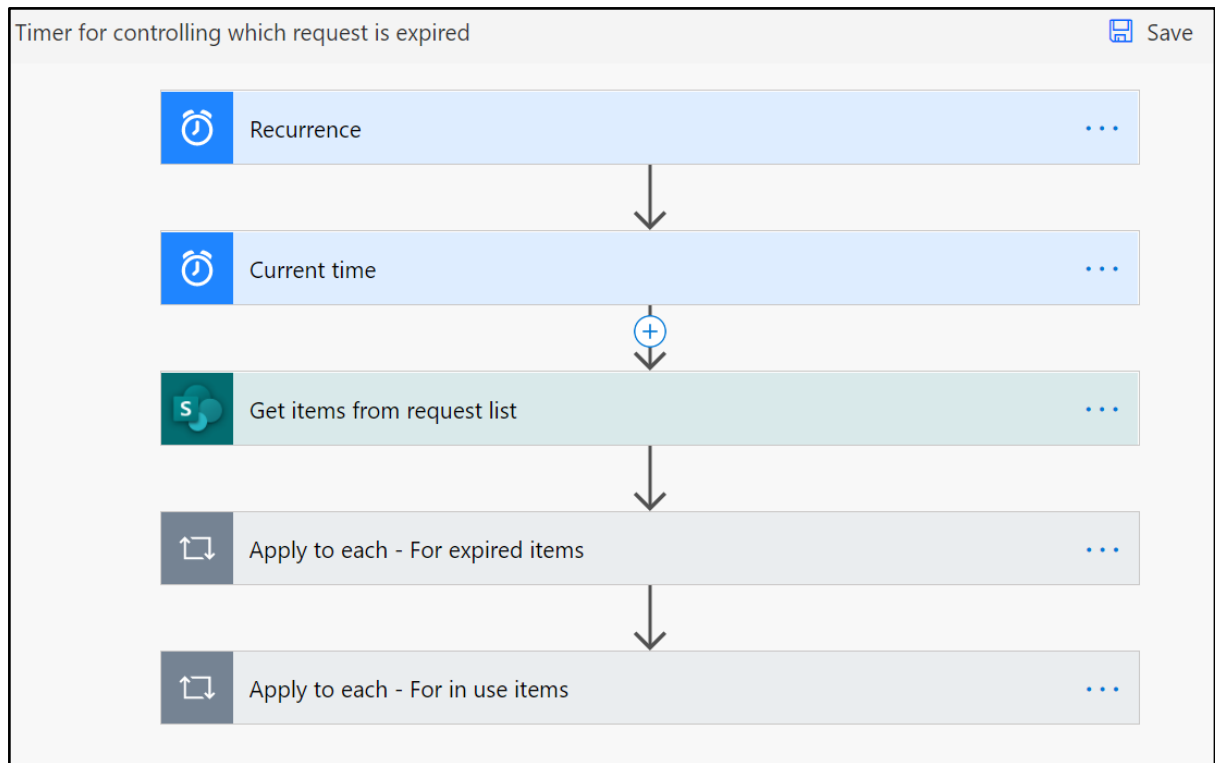 Timer for controlling which request is expired
Save
Recurrence
Current time
Get items from request list
Apply to each - For expired items
Apply to each - For in use items